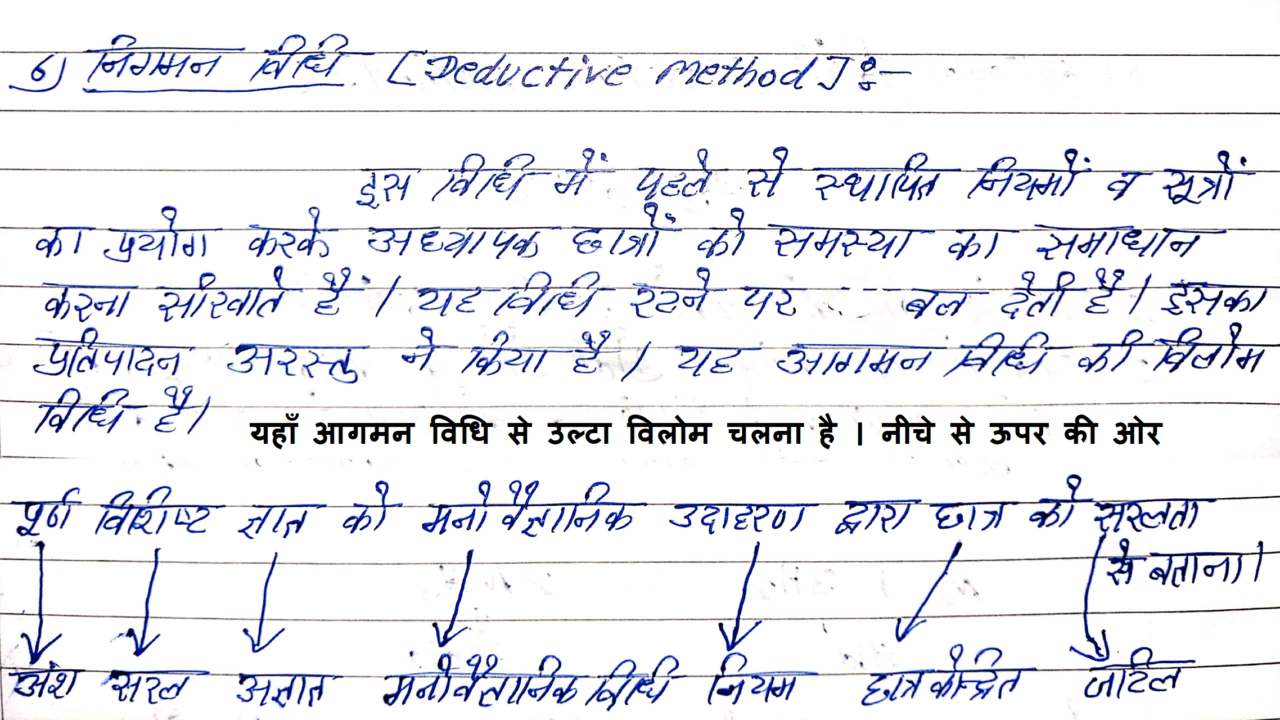 6) निगमन विधि [Deductive Method]:-
इस विधि में पहले से स्थापित नियमों व सूत्रों
का प्रयोग करके अध्यापक छात्रों को समस्या का समाधान
करना सीखाते हैं। यह विधि रटने पर --- बल देती है। इसका
प्रतिपादन अरस्तु ने किया है। यह आगमन विधि की विलोम
विधि है।
यहाँ आगमन विधि से उल्टा विलोम चलना है । नीचे से ऊपर की ओर
पूर्ण विशिष्ट ज्ञात को मनोवैज्ञानिक उदाहरण द्वारा छात्र को सरलता
से बताना।
अंश सरल अज्ञात मनोवैज्ञानिक विधि नियम छात्र केन्द्रित जटिल